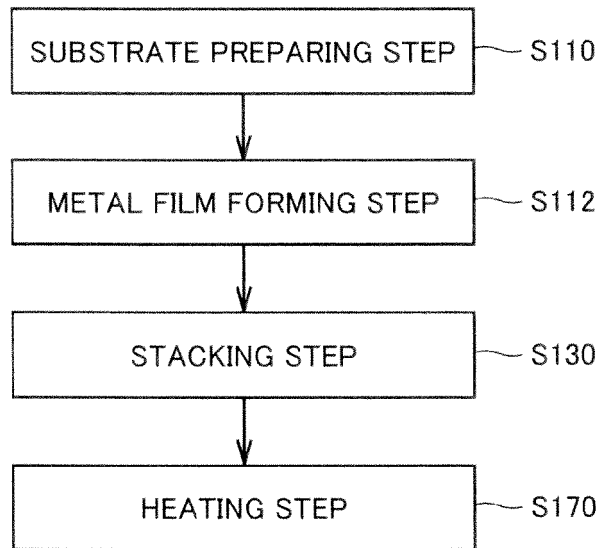 SUBSTRATE PREPARING STEP S110
METAL FILM FORMING STEP S112
STACKING STEP S130
HEATING STEP S170